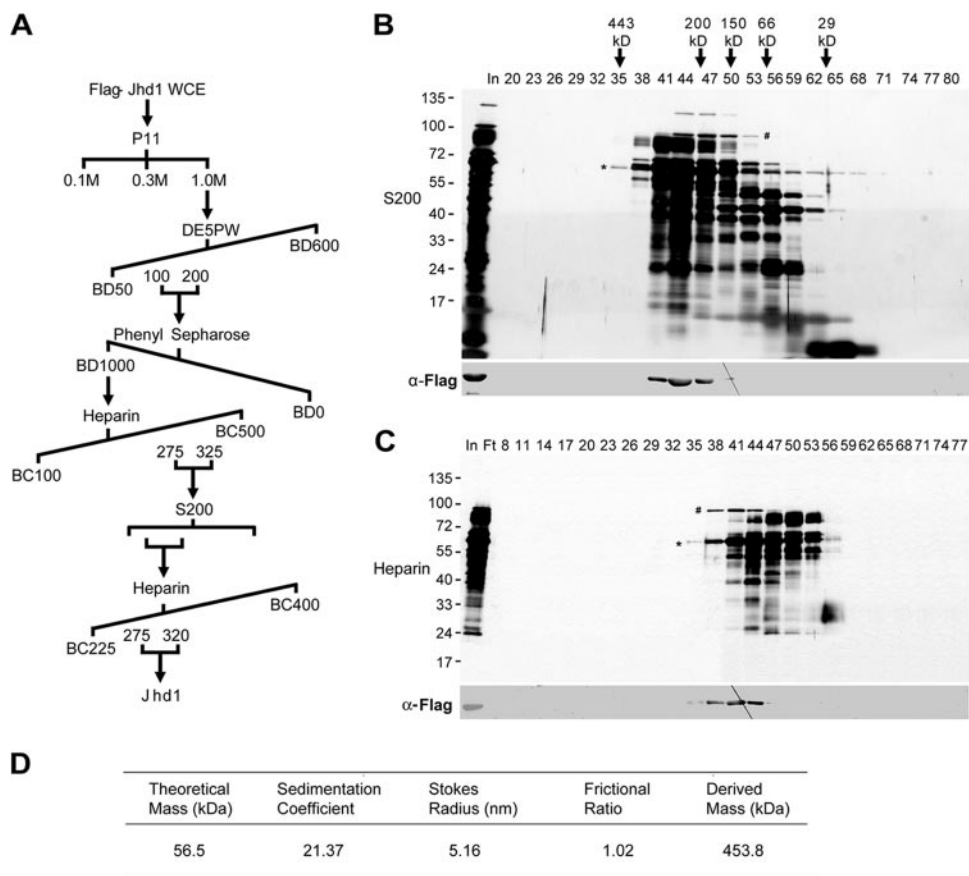 A
Flag- Jhd1 WCE
P11
0.1M 0.3M 1.0M
DE5PW
BD600
BD50
100 200
Phenyl Sepharose
BD1000
BD0
Heparin
BC500
BC100
275 325
S200
Heparin
BC400
BC225
275 320
Jhd1
B
443 200 150 66 29
kD kD kD kD kD
In 20 23 26 29 32 35 38 41 44 47 50 53 56 59 62 65 68 71 74 77 80
135 -
100 -
#
72 -
*
55 -
S200
40 -
33 -
24 -
17 -
α-Flag
C
In Ft 8 11 14 17 20 23 26 29 32 35 38 41 44 47 50 53 56 59 62 65 68 71 74 77
135 -
100 -
#
72 -
*
55 -
Heparin
40 -
33 -
24 -
17 -
α-Flag
D
Theoretical Sedimentation Stokes Frictional Derived
Mass (kDa) Coefficient Radius (nm) Ratio Mass (kDa)
56.5 21.37 5.16 1.02 453.8